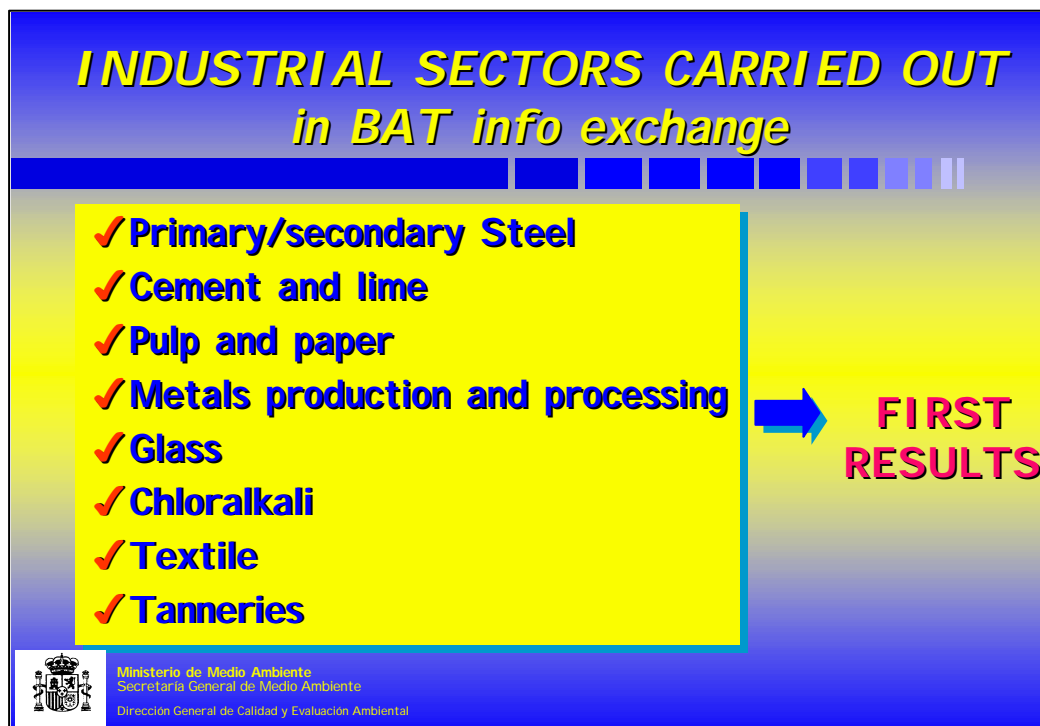 INDUSTRIAL SECTORS CARRIED OUT
in BAT info exchange
✓Primary/secondary Steel
✓Cement and lime
✓Pulp and paper
✓Metals production and processing
✓Glass
✓Chloralkali
✓Textile
✓Tanneries
FIRST
RESULTS
Ministerio de Medio Ambiente
Secretaría General de Medio Ambiente
Dirección General de Calidad y Evaluación Ambiental